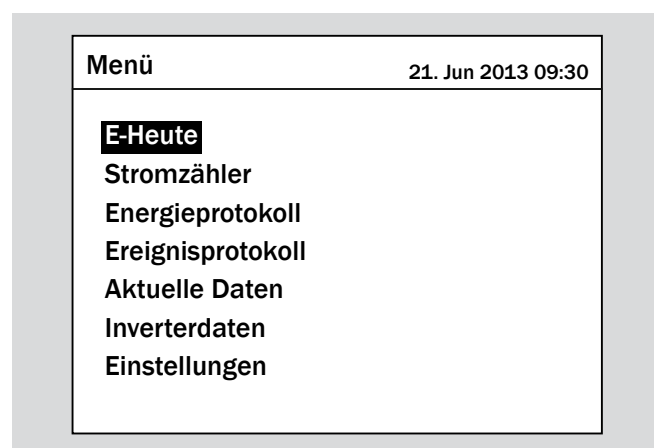 Menü 21. Jun 2013 09:30
E-Heute
Stromzähler
Energieprotokoll
Ereignisprotokoll
Aktuelle Daten
Inverterdaten
Einstellungen